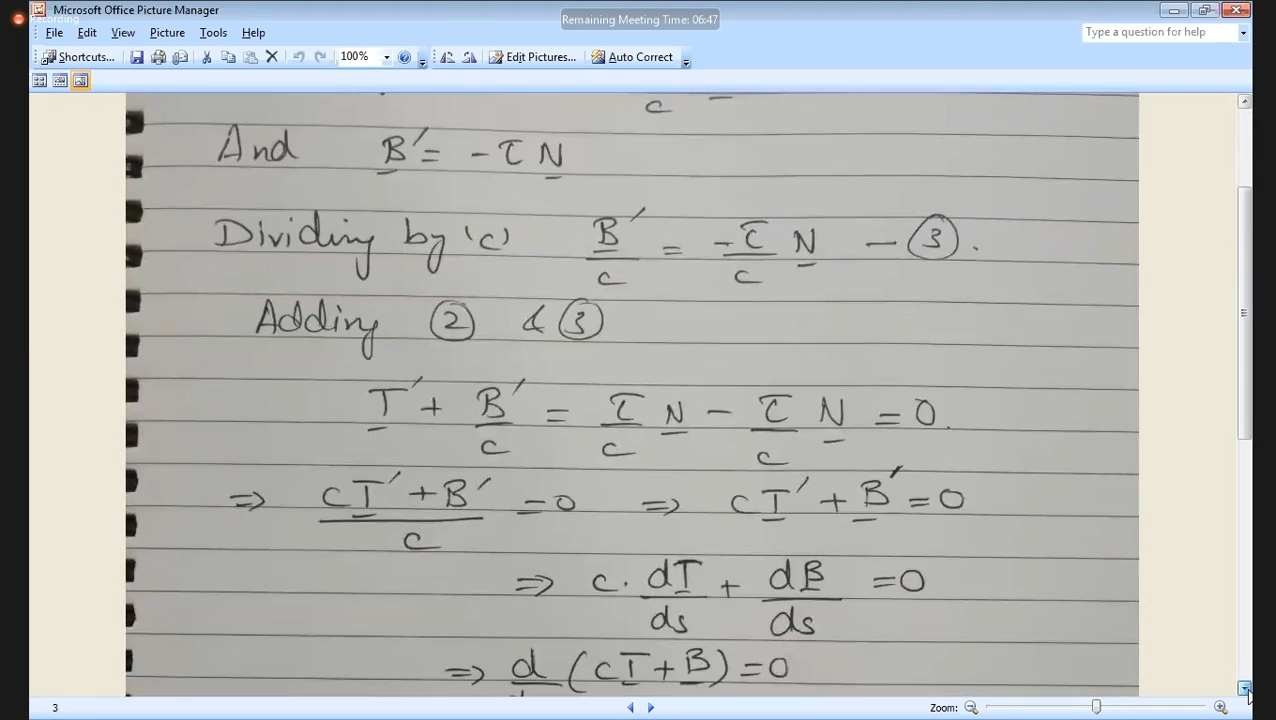 Recording
Microsoft Office Picture Manager
Remaining Meeting Time: 06:47
File Edit View Picture Tools Help
Type a question for help
Shortcuts... 100% Edit Pictures... Auto Correct
c
And B' = - τ N
Dividing by 'c' B'/c = -τ/c N - ③.
Adding ② & ③
T' + B'/c = τ/c N - τ/c N = 0.
⇒ cT' + B'/c = 0 ⇒ cT' + B' = 0
⇒ c. dT/ds + dB/ds = 0
⇒ d (cT + B) = 0
3
Zoom: